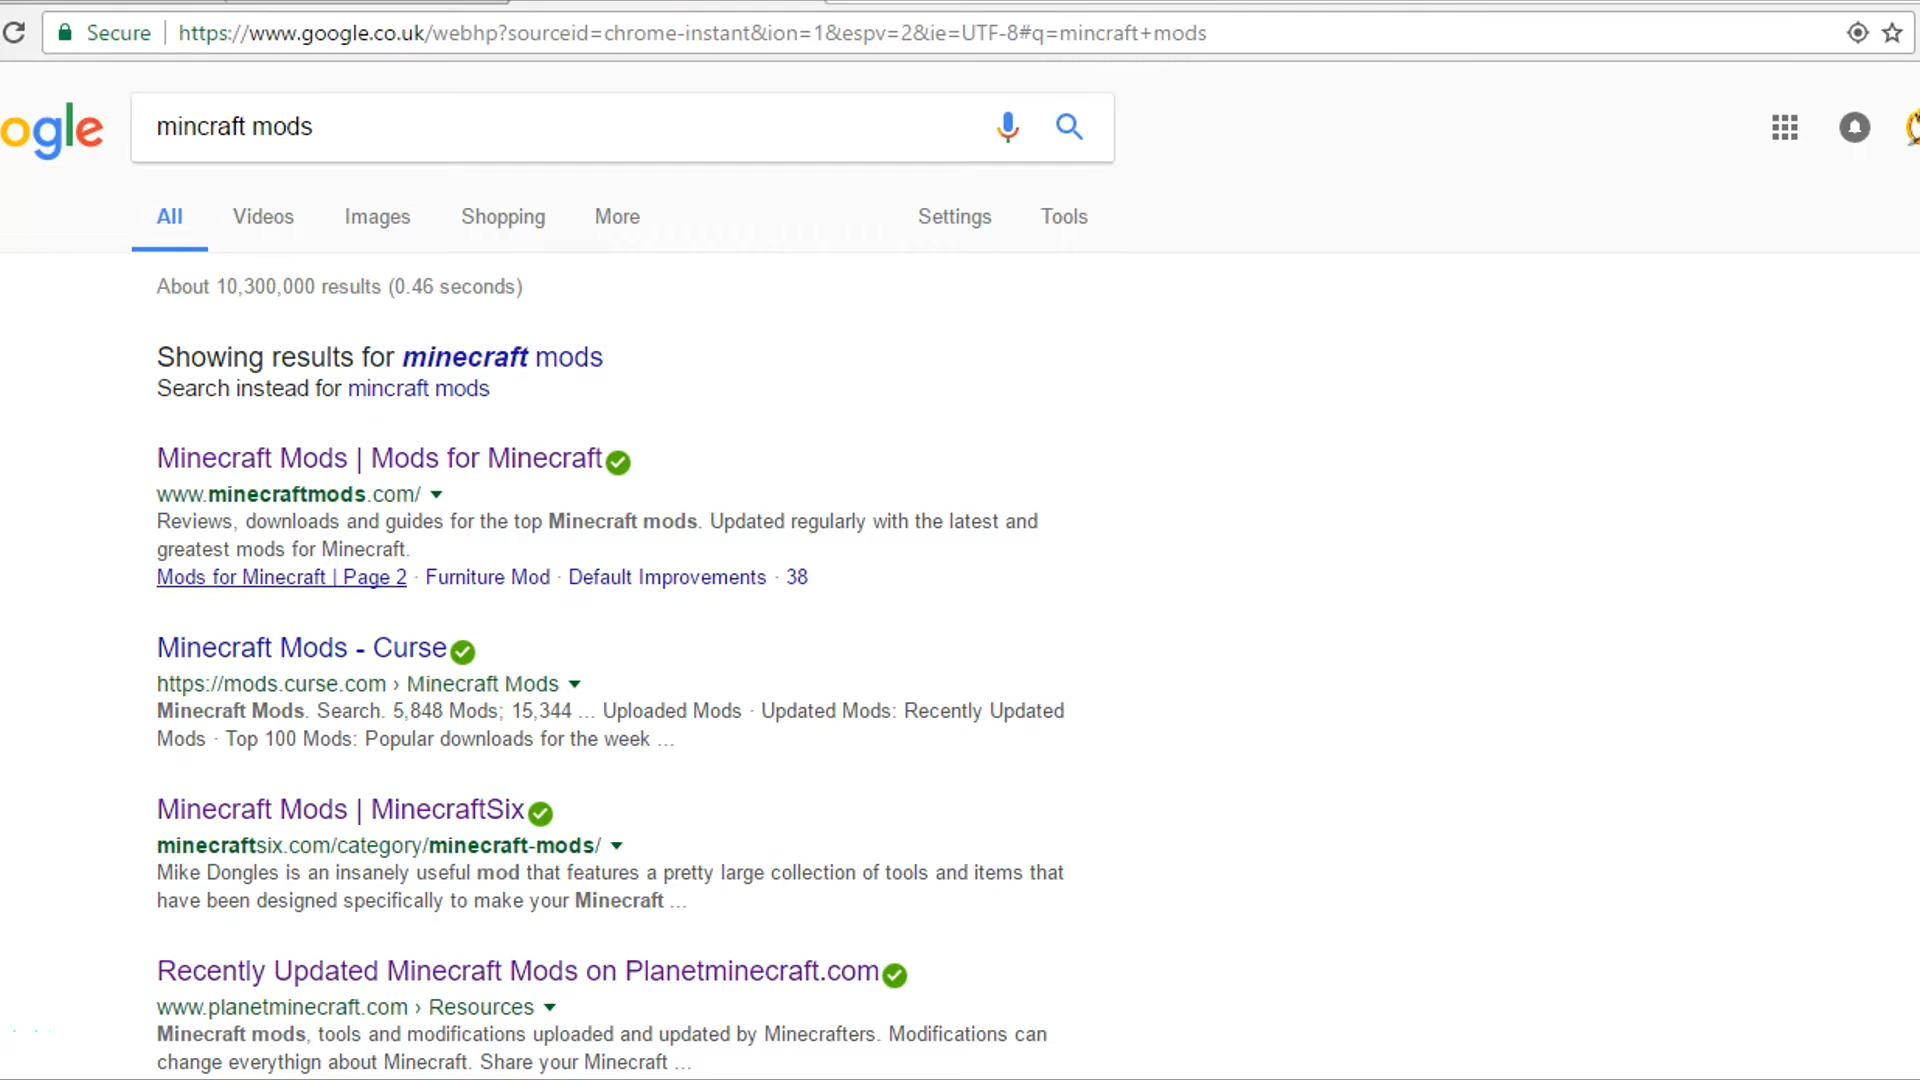 Secure https://www.google.co.uk/webhp?sourceid=chrome-instant&ion=1&espv=2&ie=UTF-8#q=mincraft+mods
ogle mincraft mods
All Videos Images Shopping More Settings Tools
About 10,300,000 results (0.46 seconds)
Showing results for minecraft mods
Search instead for mincraft mods
Minecraft Mods | Mods for Minecraft
www.minecraftmods.com/
Reviews, downloads and guides for the top Minecraft mods. Updated regularly with the latest and
greatest mods for Minecraft.
Mods for Minecraft | Page 2 · Furniture Mod · Default Improvements · 38
Minecraft Mods - Curse
https://mods.curse.com › Minecraft Mods
Minecraft Mods. Search. 5,848 Mods; 15,344 ... Uploaded Mods · Updated Mods: Recently Updated
Mods · Top 100 Mods: Popular downloads for the week ...
Minecraft Mods | MinecraftSix
minecraftsix.com/category/minecraft-mods/
Mike Dongles is an insanely useful mod that features a pretty large collection of tools and items that
have been designed specifically to make your Minecraft ...
Recently Updated Minecraft Mods on Planetminecraft.com
www.planetminecraft.com › Resources
Minecraft mods, tools and modifications uploaded and updated by Minecrafters. Modifications can
change everythign about Minecraft. Share your Minecraft ...